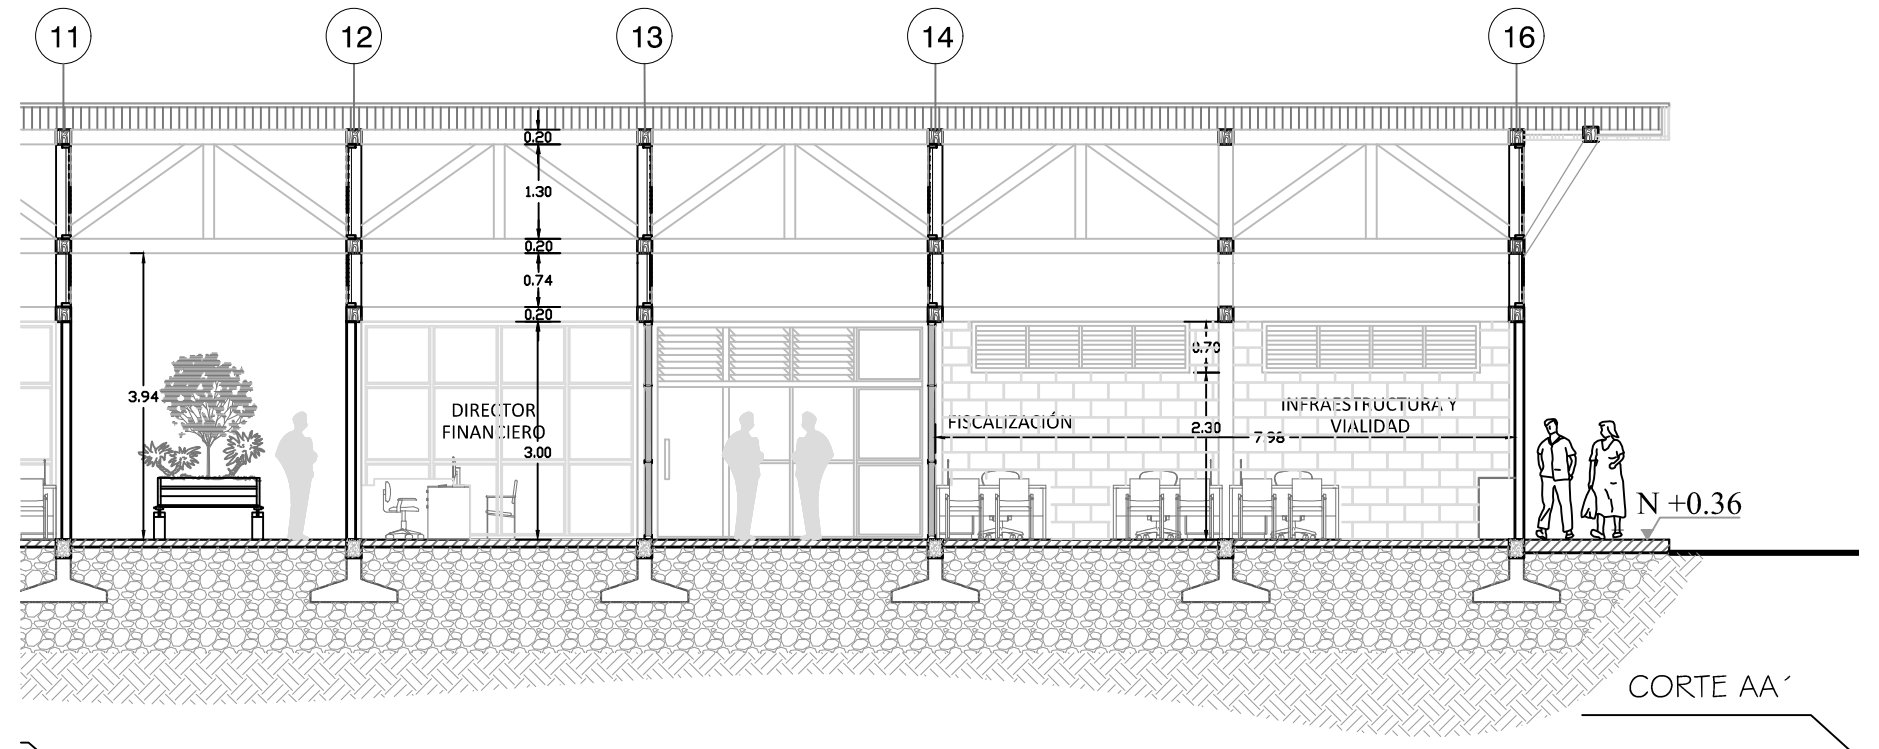 11 12 13 14 16
0.20
1.30
0.20
0.74
0.20
0.70
3.94
DIRECTOR
FINANCIERO
FISCALIZACIÓN
INFRAESTRUCTURA Y
VIALIDAD
2.30
7.98
3.00
N +0.36
CORTE AA´